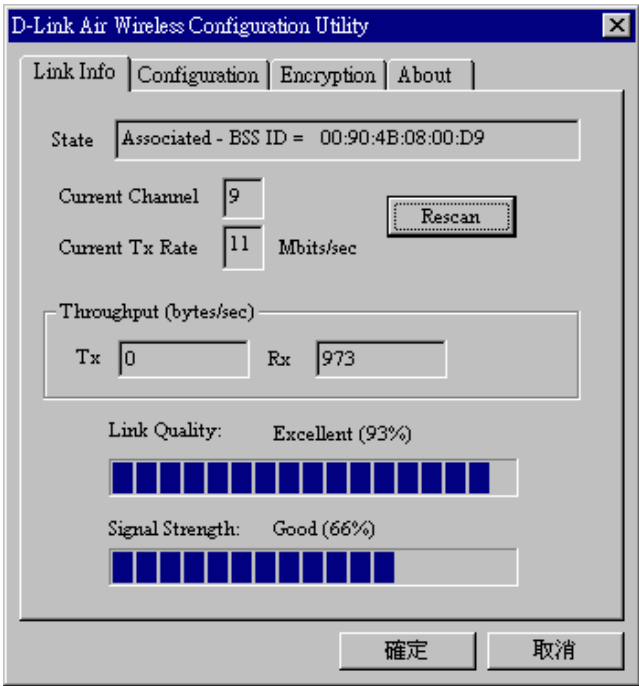 D-Link Air Wireless Configuration Utility
Link Info Configuration Encryption About
State Associated - BSS ID = 00:90:4B:08:00:D9
Current Channel 9
Rescan
Current Tx Rate 11 Mbits/sec
Throughput (bytes/sec)
Tx 0 Rx 973
Link Quality: Excellent (93%)
Signal Strength: Good (66%)
確定 取消